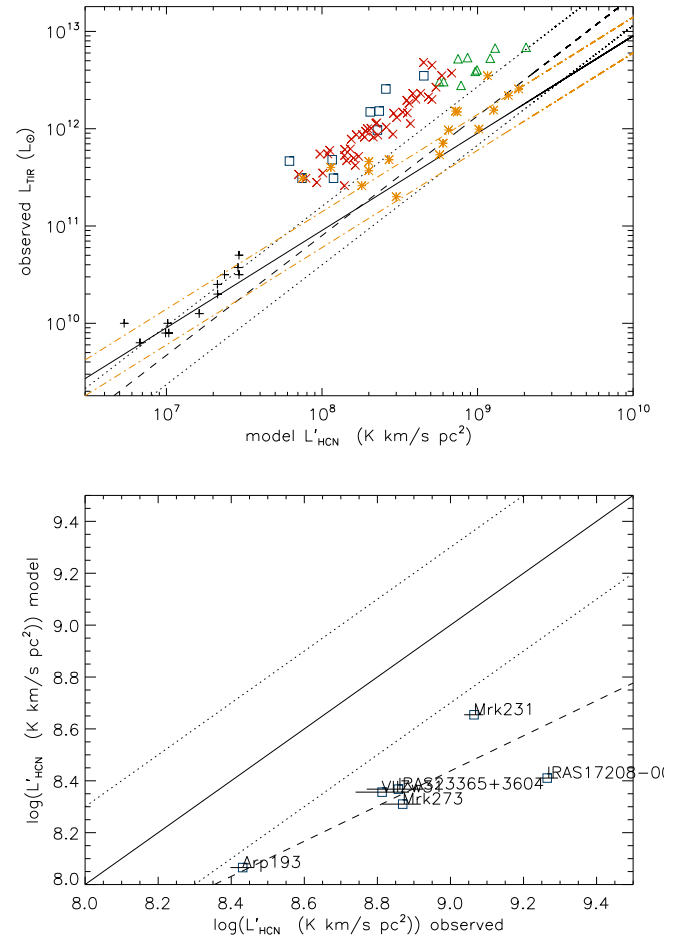 10^13
10^12
10^11
10^10
observed L_TIR (L_⊙)
10^7
10^8
10^9
10^10
model L'_HCN (K km/s pc^2)
9.4
9.2
9.0
8.8
8.6
8.4
8.2
8.0
log(L'_HCN (K km/s pc^2)) model
Mrk231
IRAS17208-00
IRAS23365+3604
Mrk273
Arp193
8.0
8.2
8.4
8.6
8.8
9.0
9.2
9.4
log(L'_HCN (K km/s pc^2)) observed